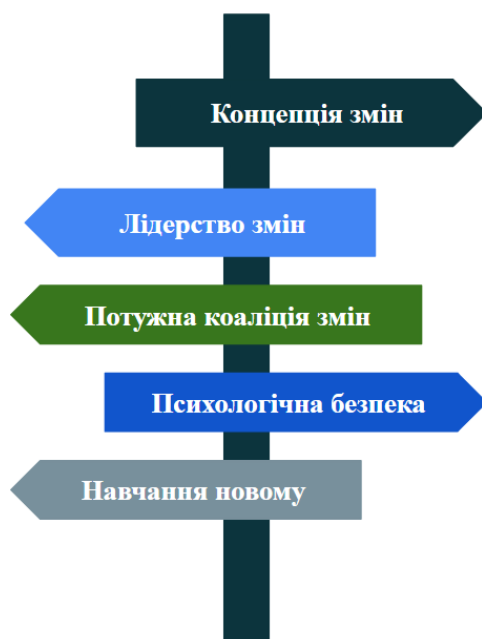 Концепція змін
Лідерство змін
Потужна коаліція змін
Психологічна безпека
Навчання новому